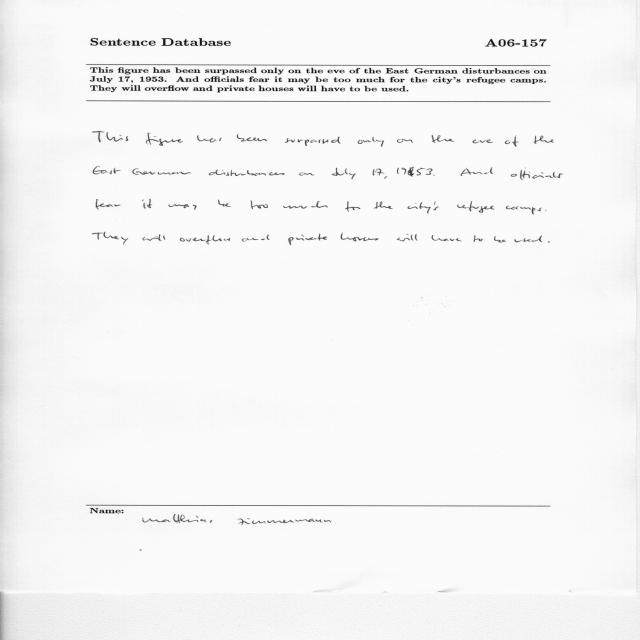 Sentence Database A06-157
This figure has been surpassed only on the eve of the East German disturbances on
July 17, 1953. And officials fear it may be too much for the city's refugee camps.
They will overflow and private houses will have to be used.
This figure has been surpassed only on the eve of the
East German disturbances on July 17, 1953. And officials
fear it may be too much for the city's refugee camps.
They will overflow and private houses will have to be used.
Name:
Matthias Zimmermann